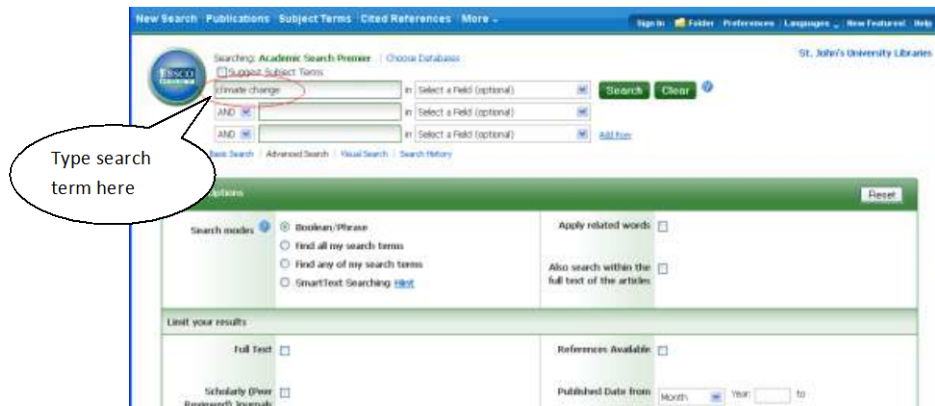 New Search Publications Subject Terms Cited References More
Sign In Folder Preferences Languages New Features! Help
Searching: Academic Search Premier Choose Databases
St. John's University Libraries
Suggest Subject Terms
EBSCO
climate change in Select a Field (optional) Search Clear
AND in Select a Field (optional)
AND in Select a Field (optional) Add Row
Basic Search Advanced Search Visual Search Search History
Type search
term here
Options
Reset
Search modes Boolean/Phrase
Find all my search terms
Find any of my search terms
SmartText Searching Hint
Apply related words
Also search within the
full text of the articles
Limit your results
Full Text
References Available
Scholarly (Peer
Reviewed) Journals
Published Date from Month Year: to